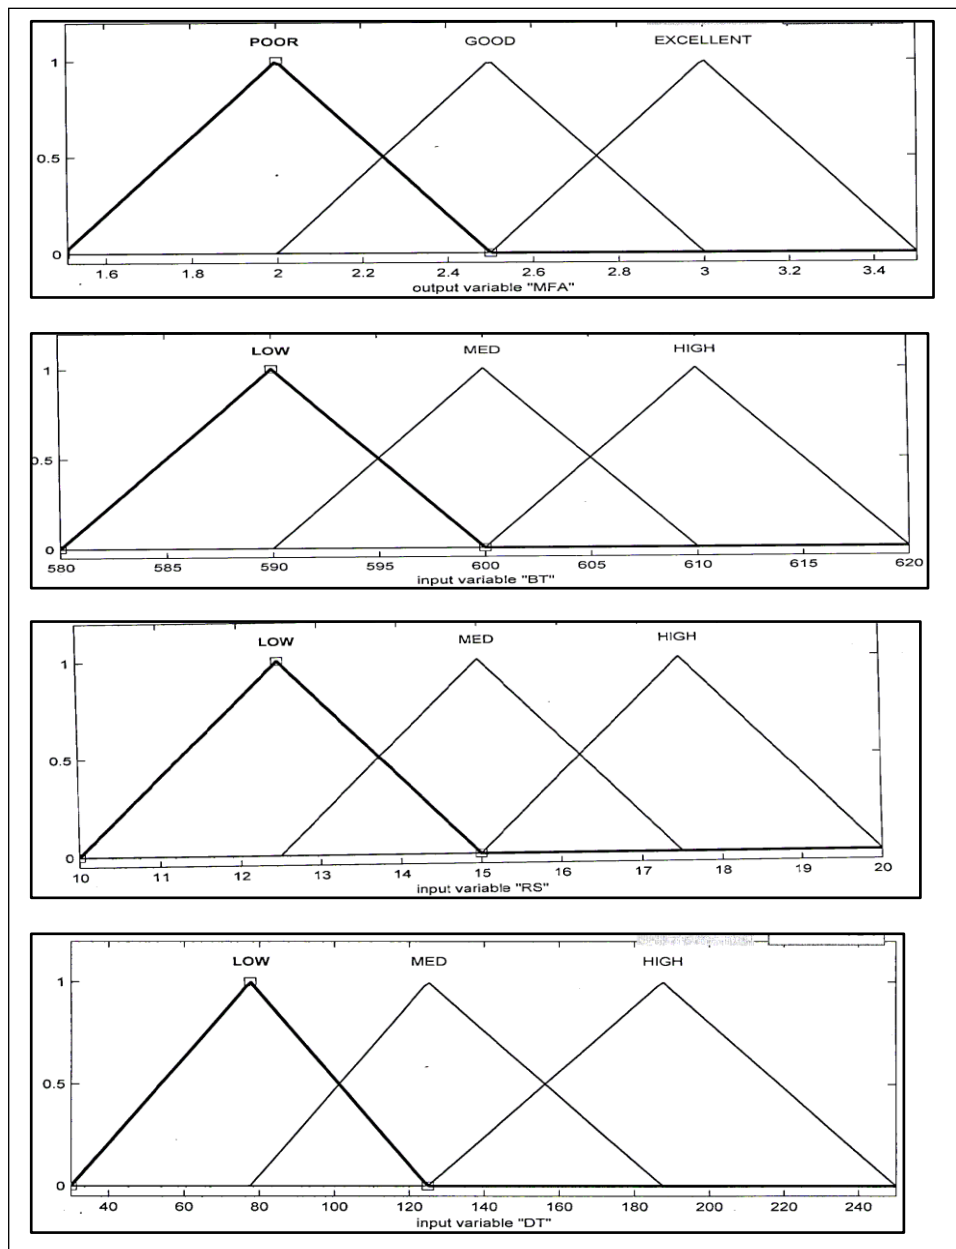 POOR GOOD EXCELLENT
1
0.5
0
1.6 2 2.2 2.4 2.6 2.8 3 3.2 3.4
output variable "MFA"
LOW MED HIGH
1
0.5
0
580 585 590 595 600 605 610 615 620
input variable "BT"
LOW MED HIGH
1
0.5
0
10 11 12 13 14 15 16 17 18 19 20
input variable "RS"
LOW MED HIGH
1
0.5
0
40 60 80 100 120 140 160 180 200 220 240
input variable "DT"